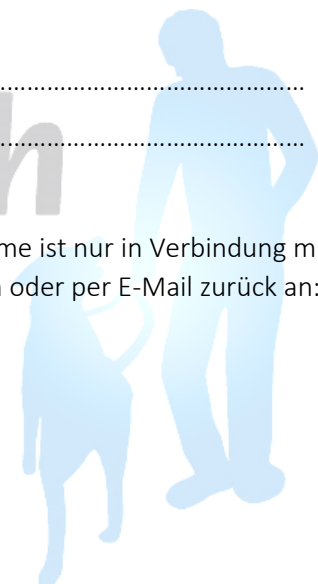 ………………………………………………
………………………………………………
h
me ist nur in Verbindung m
oder per E-Mail zurück an: